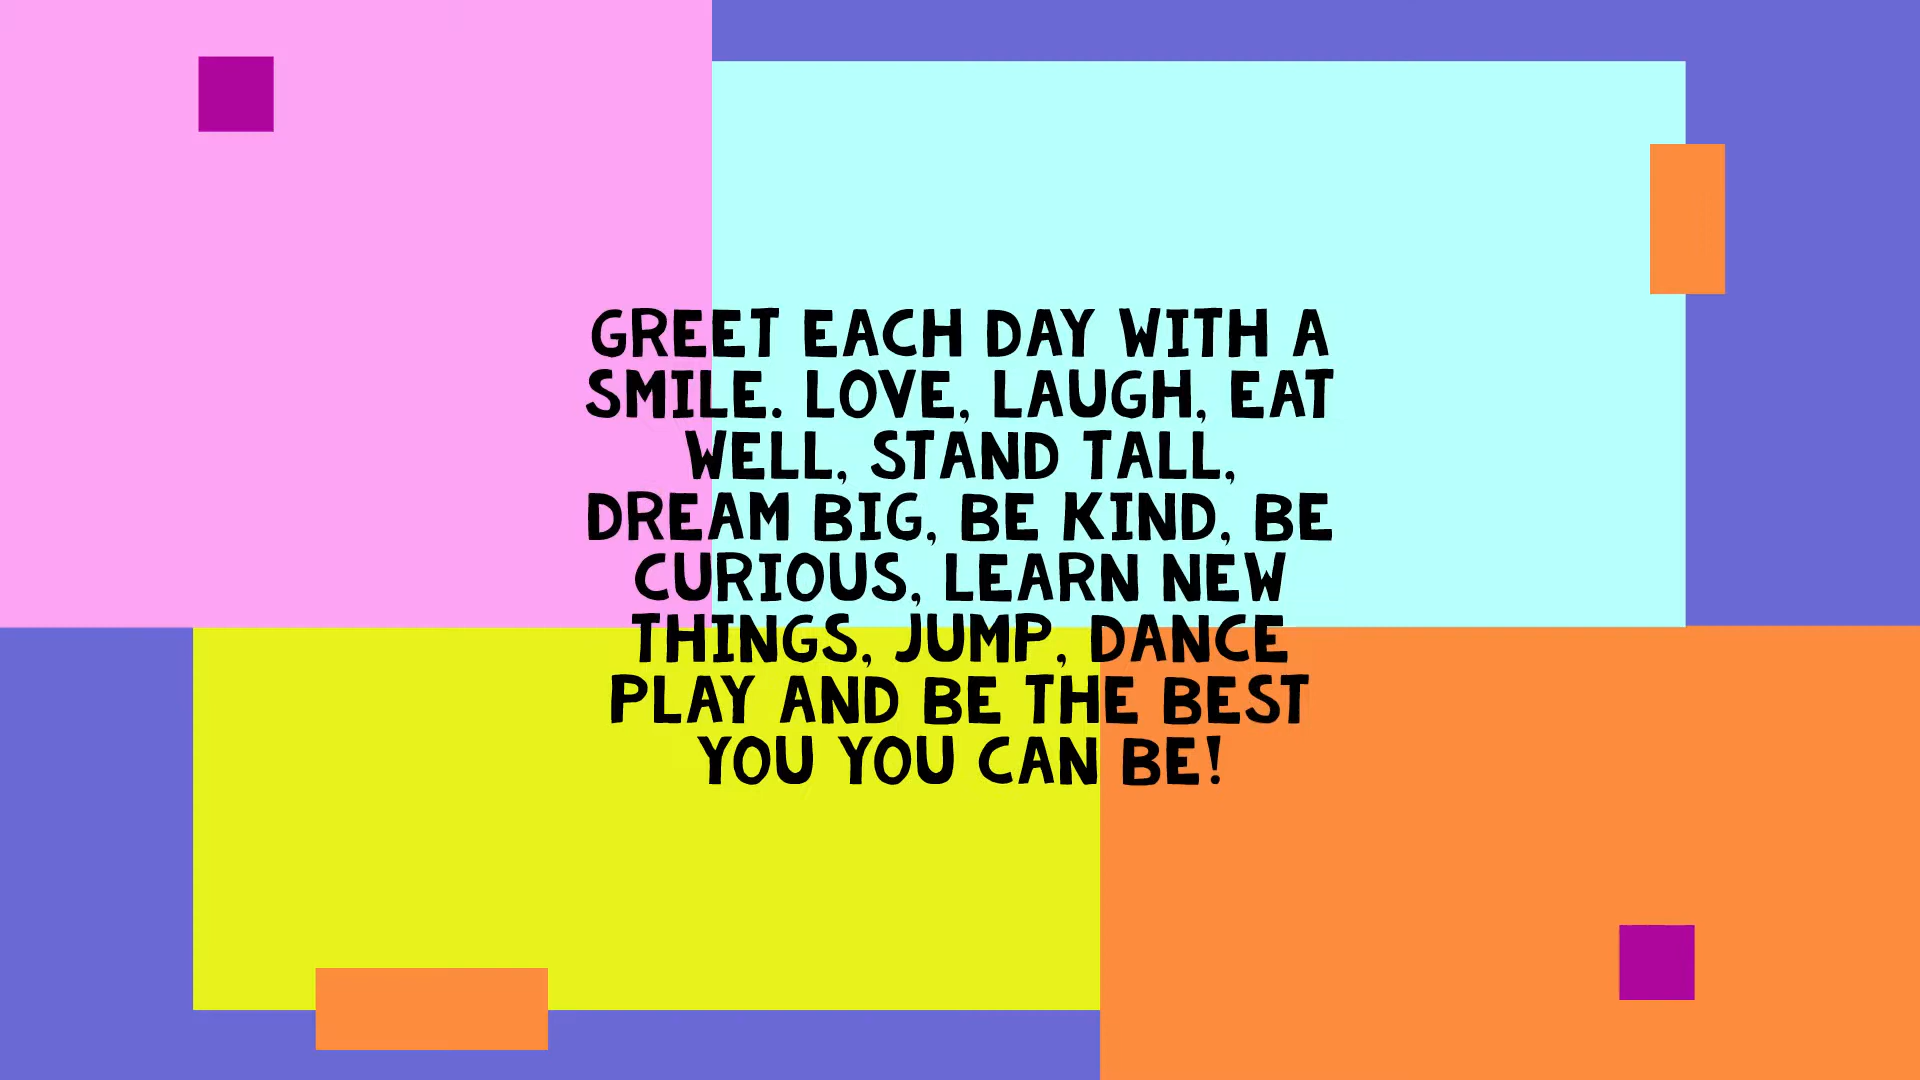 GREET EACH DAY WITH A
SMILE. LOVE, LAUGH, EAT
WELL, STAND TALL,
DREAM BIG, BE KIND, BE
CURIOUS, LEARN NEW
THINGS, JUMP, DANCE
PLAY AND BE THE BEST
YOU YOU CAN BE!